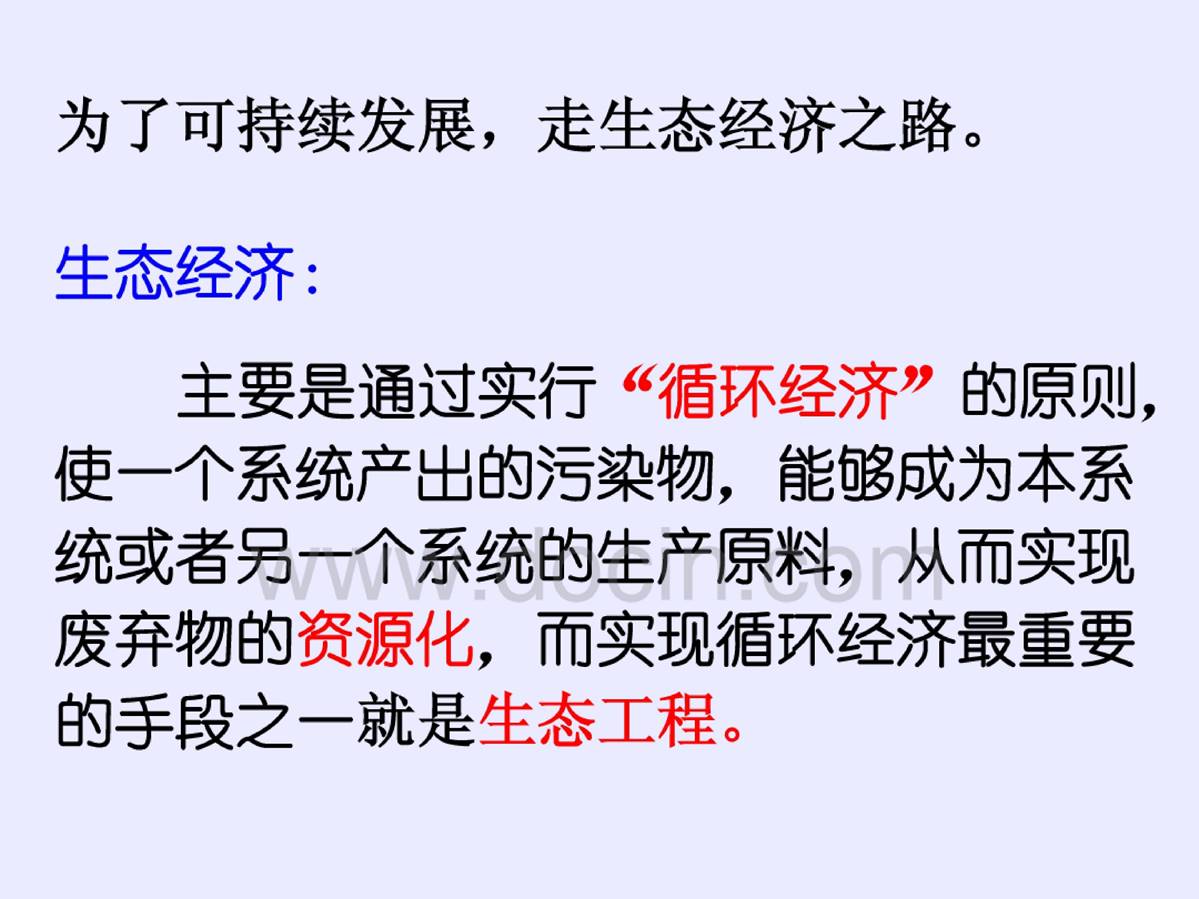 为了可持续发展，走生态经济之路。
生态经济：
主要是通过实行“循环经济”的原则，
使一个系统产出的污染物，能够成为本系
统或者另一个系统的生产原料，从而实现
废弃物的资源化，而实现循环经济最重要
的手段之一就是生态工程。
www.docin.com